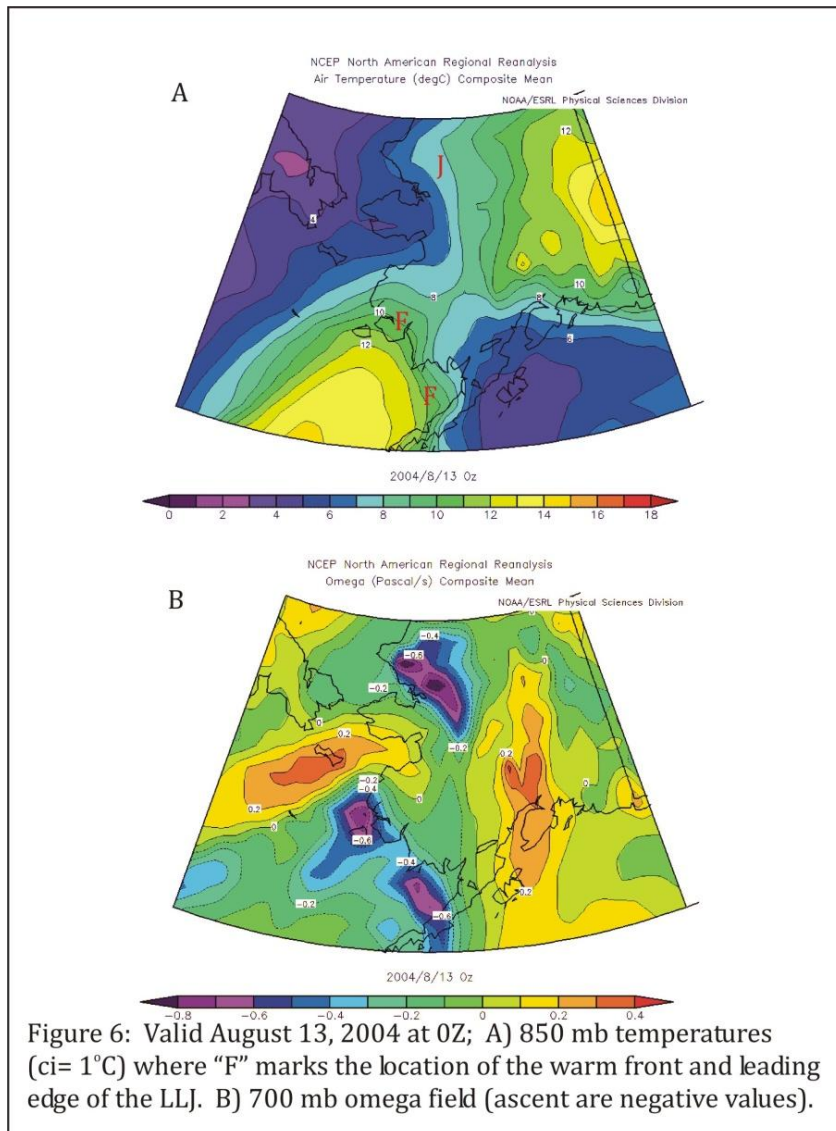 NCEP North American Regional Reanalysis
Air Temperature (degC) Composite Mean
A
NOAA/ESRL Physical Sciences Division
12
J
4
8
10
10
F
8
12
6
F
2004/8/13 0z
0 2 4 6 8 10 12 14 16 18
NCEP North American Regional Reanalysis
Omega (Pascal/s) Composite Mean
B
NOAA/ESRL Physical Sciences Division
0
-0.4
-0.6
-0.2
0
0.2
-0.2
0.2
-0.2
-0.4
0
0
0.2
0
-0.6
-0.4
-0.2
-0.6
0.2
2004/8/13 0z
-0.8 -0.6 -0.4 -0.2 0 0.2 0.4
Figure 6: Valid August 13, 2004 at 0Z; A) 850 mb temperatures
(ci= 1°C) where “F” marks the location of the warm front and leading
edge of the LLJ. B) 700 mb omega field (ascent are negative values).